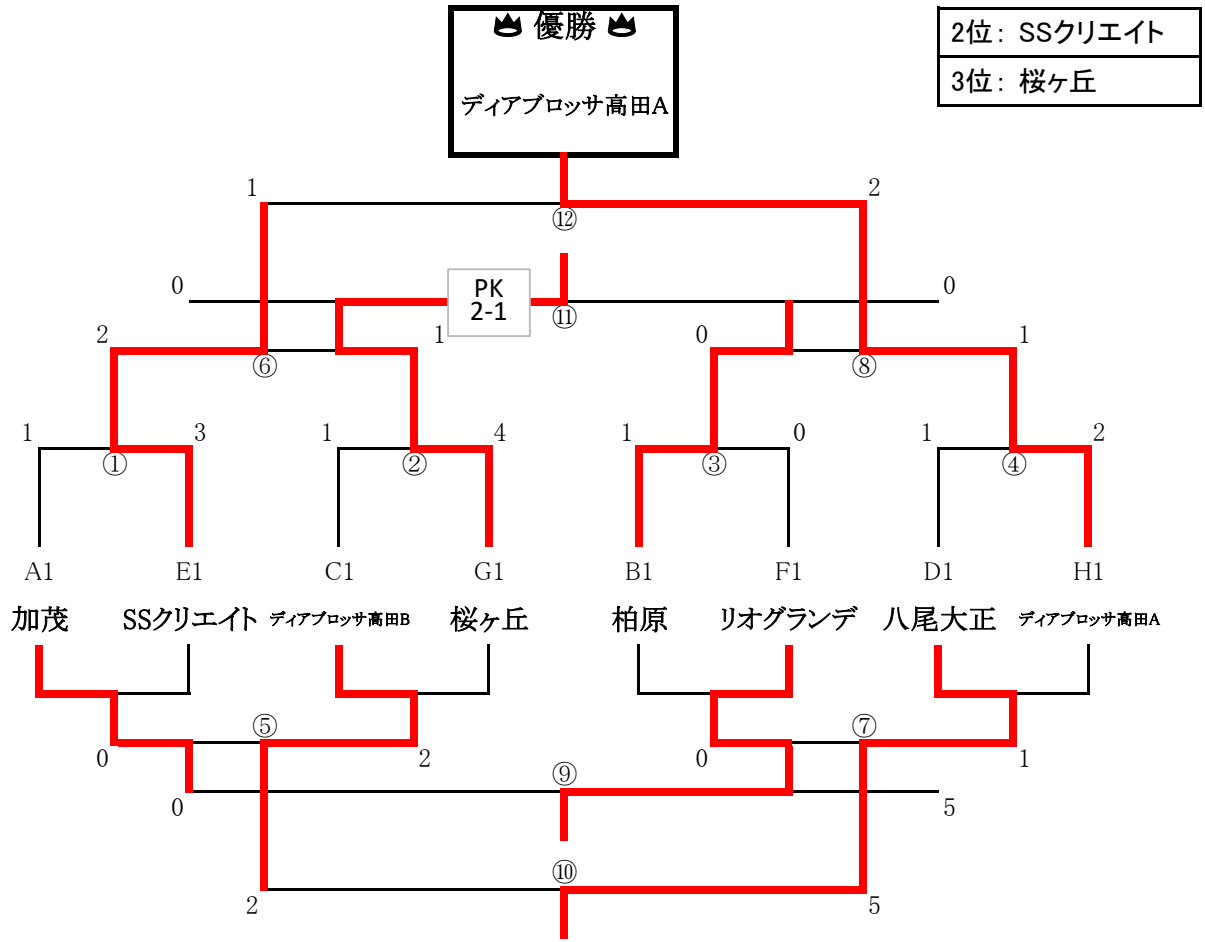 優勝
ディアブロッサ高田A
2位： SSクリエイト
3位： 桜ヶ丘
1 2
⑫
0 PK 0
2-1
⑪
2 1 0 1
⑥ ⑧
1 3 1 4 1 0 1 2
① ② ③ ④
A1 E1 C1 G1 B1 F1 D1 H1
加茂 SSクリエイト ディアブロッサ高田B 桜ヶ丘 柏原 リオグランデ 八尾大正 ディアブロッサ高田A
⑤ ⑦
0 2 0 1
⑨
0 5
⑩
2 5